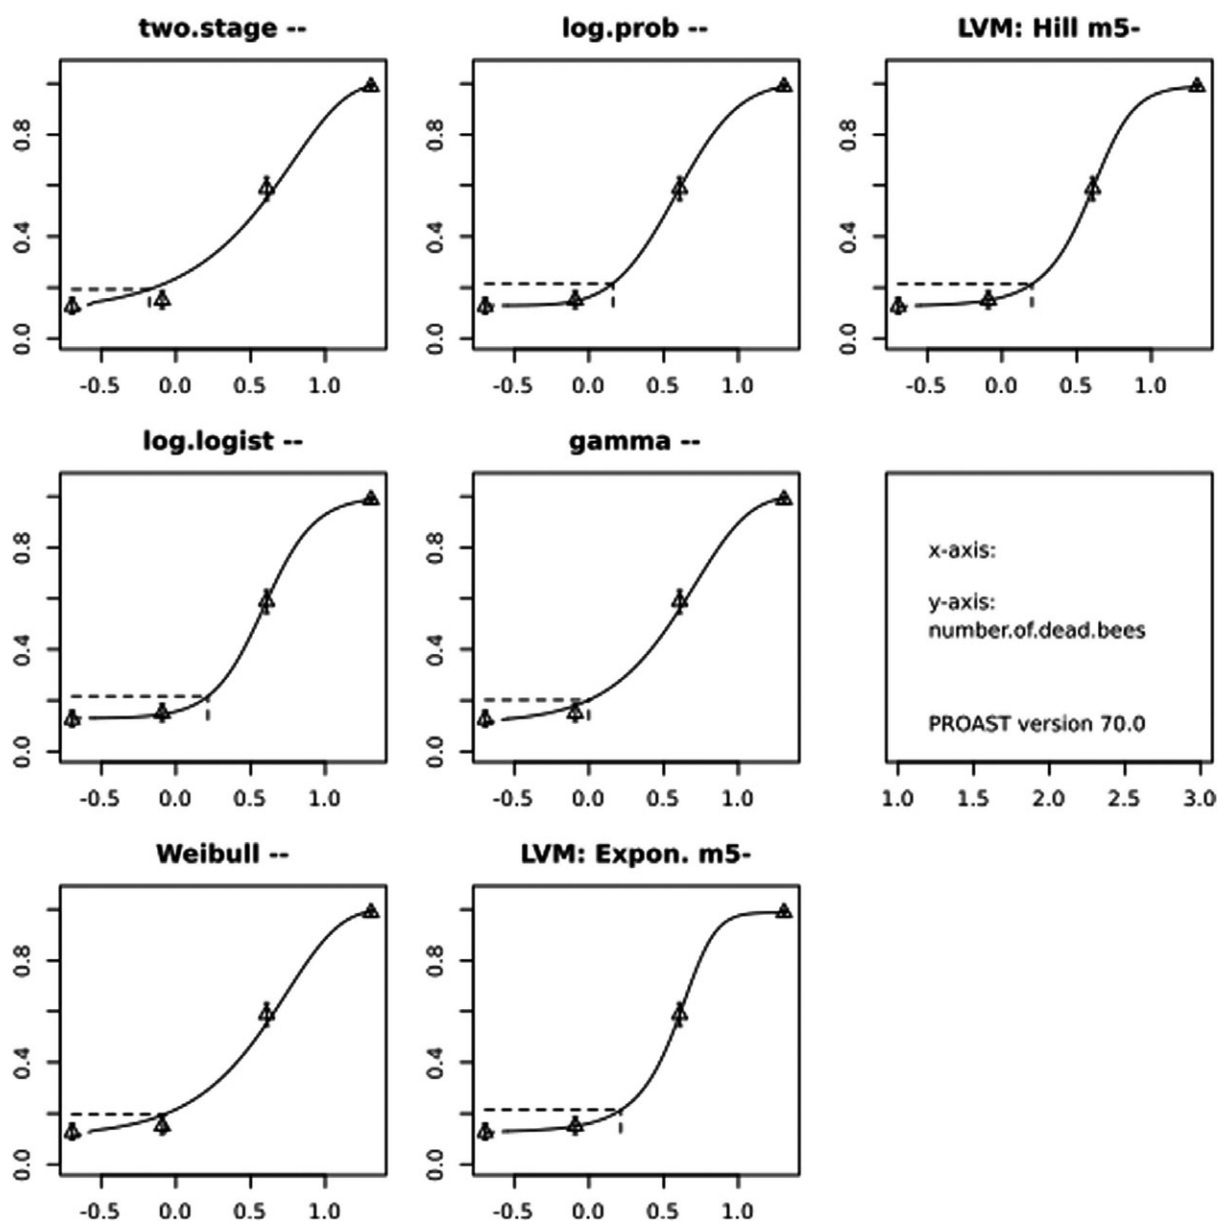 two.stage --
log.prob --
LVM: Hill m5-
0.8
0.4
0.0
-0.5 0.0 0.5 1.0
0.8
0.4
0.0
-0.5 0.0 0.5 1.0
0.8
0.4
0.0
-0.5 0.0 0.5 1.0
log.logist --
gamma --
0.8
0.4
0.0
-0.5 0.0 0.5 1.0
0.8
0.4
0.0
-0.5 0.0 0.5 1.0
x-axis:
y-axis:
number.of.dead.bees
PROAST version 70.0
1.0 1.5 2.0 2.5 3.0
Weibull --
LVM: Expon. m5-
0.8
0.4
0.0
-0.5 0.0 0.5 1.0
0.8
0.4
0.0
-0.5 0.0 0.5 1.0